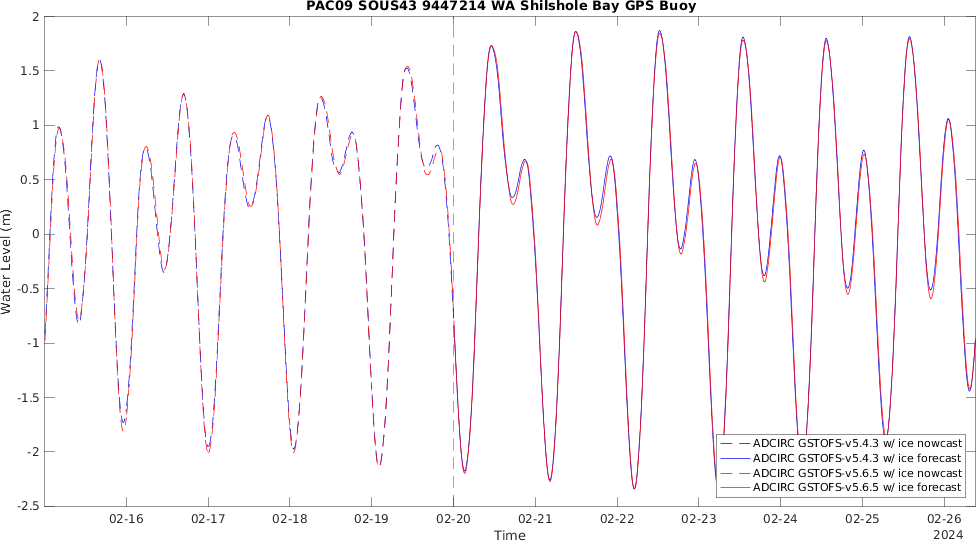 PAC09 SOUS43 9447214 WA Shilshole Bay GPS Buoy
2
1.5
1
0.5
0
-0.5
-1
-1.5
-2
-2.5
Water Level (m)
02-16 02-17 02-18 02-19 02-20 02-21 02-22 02-23 02-24 02-25 02-26
Time
2024
ADCIRC GSTOFS-v5.4.3 w/ ice nowcast
ADCIRC GSTOFS-v5.4.3 w/ ice forecast
ADCIRC GSTOFS-v5.6.5 w/ ice nowcast
ADCIRC GSTOFS-v5.6.5 w/ ice forecast